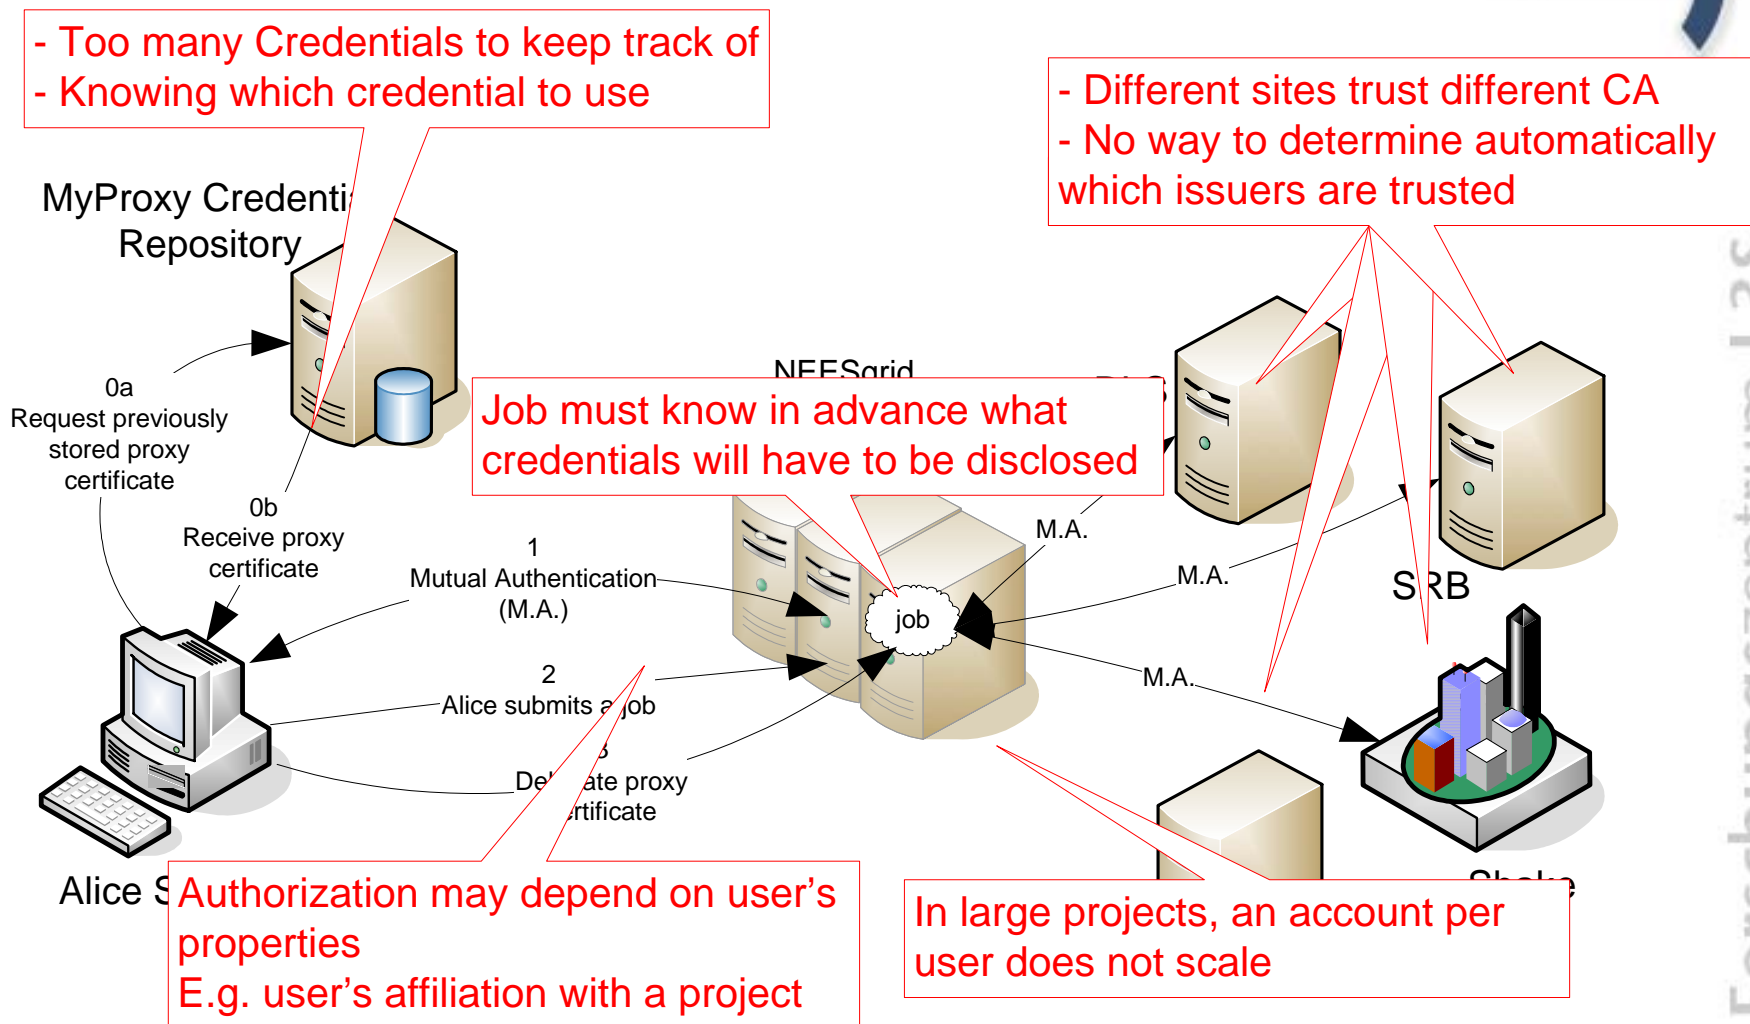 - Too many Credentials to keep track of
- Knowing which credential to use
- Different sites trust different CA
- No way to determine automatically
which issuers are trusted
MyProxy
Repository
0a
Request previously
stored proxy
certificate
0b
Receive proxy
certificate
NEESgrid
Job must know in advance what
credentials will have to be disclosed
1
Mutual Authentication
(M.A.)
2
Alice submits a job
3
proxy
job
M.A.
M.A.
M.A.
SRB
Alice
Authorization may depend on user's
properties
E.g. user's affiliation with a project
In large projects, an account per
user does not scale